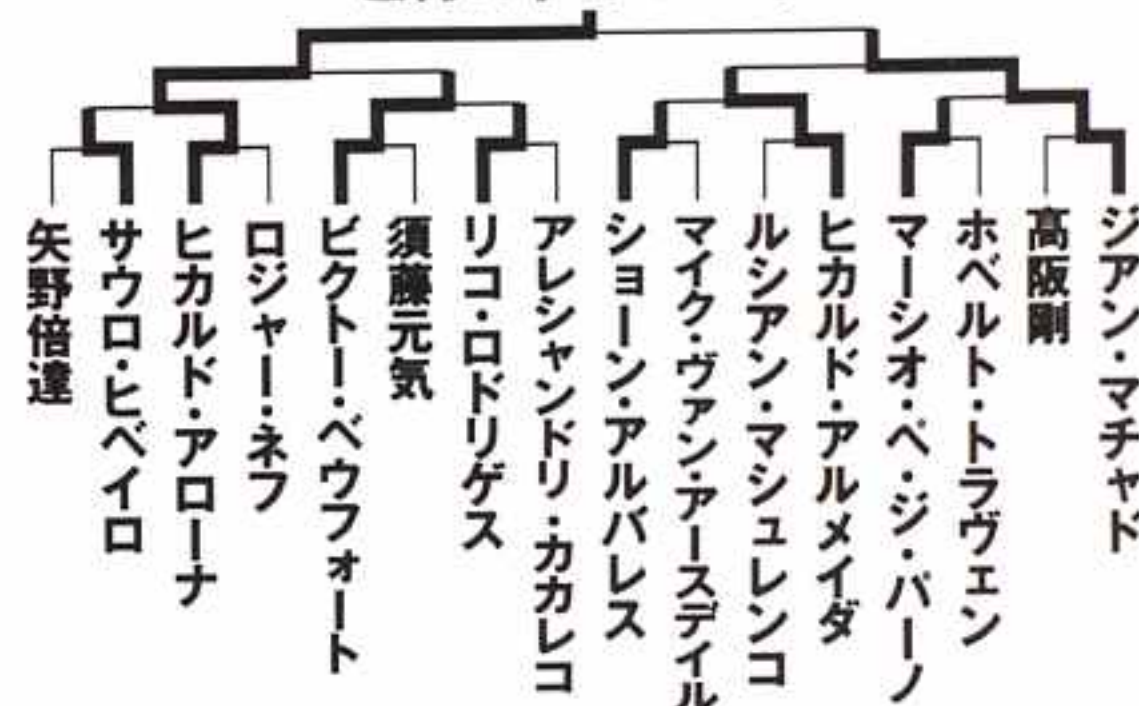 矢野倍達
サウロ・ヒベイロ
ヒカルド・アローナ
ロジャー・ネフ
ビクトー・ベウフォート
須藤元気
リコ・ロドリゲス
アレシャンドリ・カカレコ
ショーン・アルバレス
マイク・ヴァン・アースデイル
ルシアン・マシュレンコ
ヒカルド・アルメイダ
マーシオ・ペ・ジ・パーノ
ホベルト・トラヴェン
髙阪剛
ジアン・マチャド